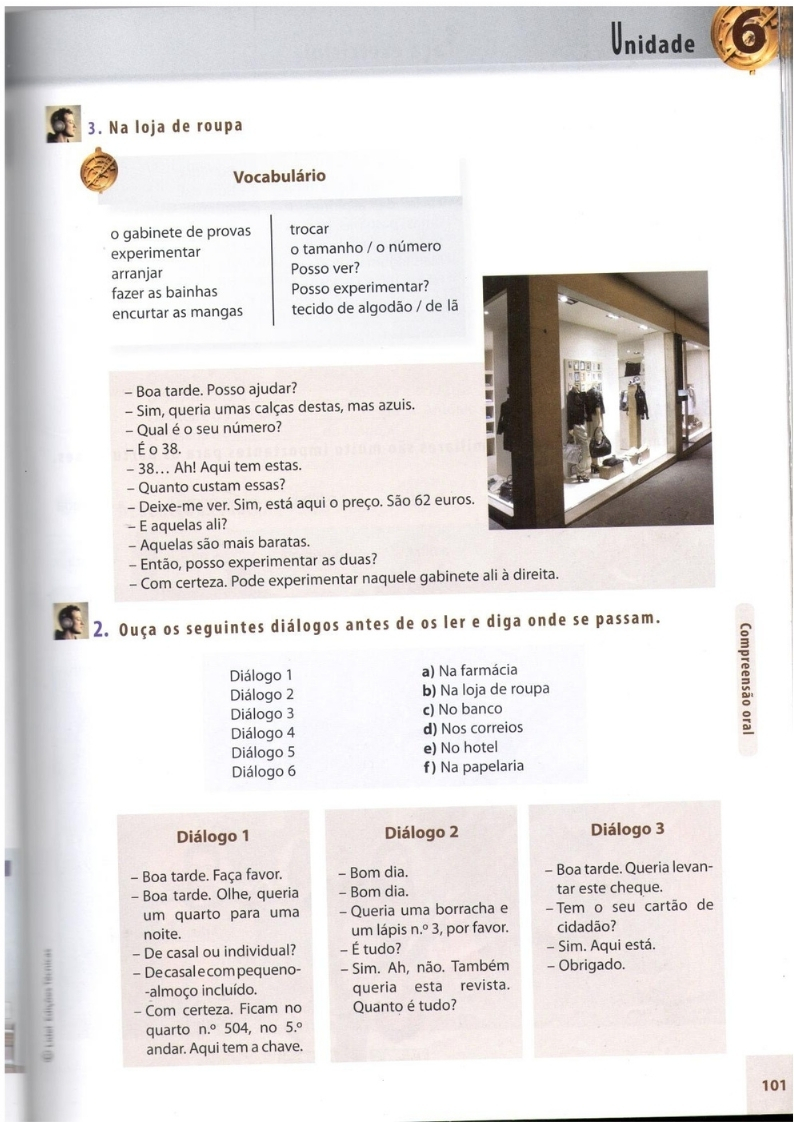 Unidade 6
3. Na loja de roupa
Vocabulário
o gabinete de provas
experimentar
arranjar
fazer as bainhas
encurtar as mangas
trocar
o tamanho / o número
Posso ver?
Posso experimentar?
tecido de algodão / de lã
– Boa tarde. Posso ajudar?
– Sim, queria umas calças destas, mas azuis.
– Qual é o seu número?
– É o 38.
– 38... Ah! Aqui tem estas.
– Quanto custam essas?
– Deixe-me ver. Sim, está aqui o preço. São 62 euros.
– E aquelas ali?
– Aquelas são mais baratas.
– Então, posso experimentar as duas?
– Com certeza. Pode experimentar naquele gabinete ali à direita.
2. Ouça os seguintes diálogos antes de os ler e diga onde se passam.
Diálogo 1
Diálogo 2
Diálogo 3
Diálogo 4
Diálogo 5
Diálogo 6
a) Na farmácia
b) Na loja de roupa
c) No banco
d) Nos correios
e) No hotel
f) Na papelaria
Compreensão oral
Diálogo 1
– Boa tarde. Faça favor.
– Boa tarde. Olhe, queria
um quarto para uma
noite.
– De casal ou individual?
– De casal e com pequeno-
-almoço incluído.
– Com certeza. Ficam no
quarto n.º 504, no 5.º
andar. Aqui tem a chave.
Diálogo 2
– Bom dia.
– Bom dia.
– Queria uma borracha e
um lápis n.º 3, por favor.
– É tudo?
– Sim. Ah, não. Também
queria esta revista.
Quanto é tudo?
Diálogo 3
– Boa tarde. Queria levan-
tar este cheque.
– Tem o seu cartão de
cidadão?
– Sim. Aqui está.
– Obrigado.
© Lidel Edições Técnicas
101